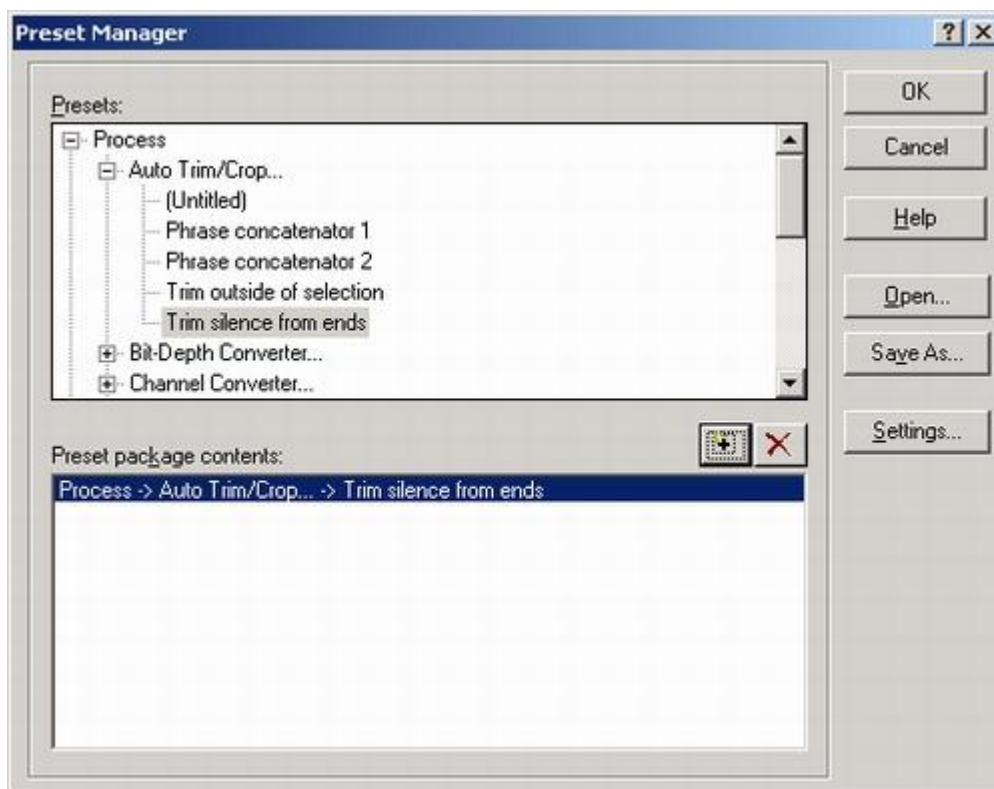 Preset Manager
Presets:
Process
Auto Trim/Crop...
(Untitled)
Phrase concatenator 1
Phrase concatenator 2
Trim outside of selection
Trim silence from ends
Bit-Depth Converter...
Channel Converter...
Preset package contents:
Process -> Auto Trim/Crop... -> Trim silence from ends
OK
Cancel
Help
Open...
Save As...
Settings...